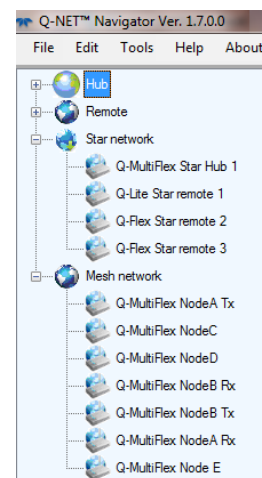 Q-NET™ Navigator Ver. 1.7.0.0
File Edit Tools Help About
Hub
Remote
Star network
Q-MultiFlex Star Hub 1
Q-Lite Star remote 1
Q-Flex Star remote 2
Q-Flex Star remote 3
Mesh network
Q-MultiFlex NodeA Tx
Q-MultiFlex NodeC
Q-MultiFlex NodeD
Q-MultiFlex NodeB Rx
Q-MultiFlex NodeB Tx
Q-MultiFlex NodeA Rx
Q-MultiFlex Node E